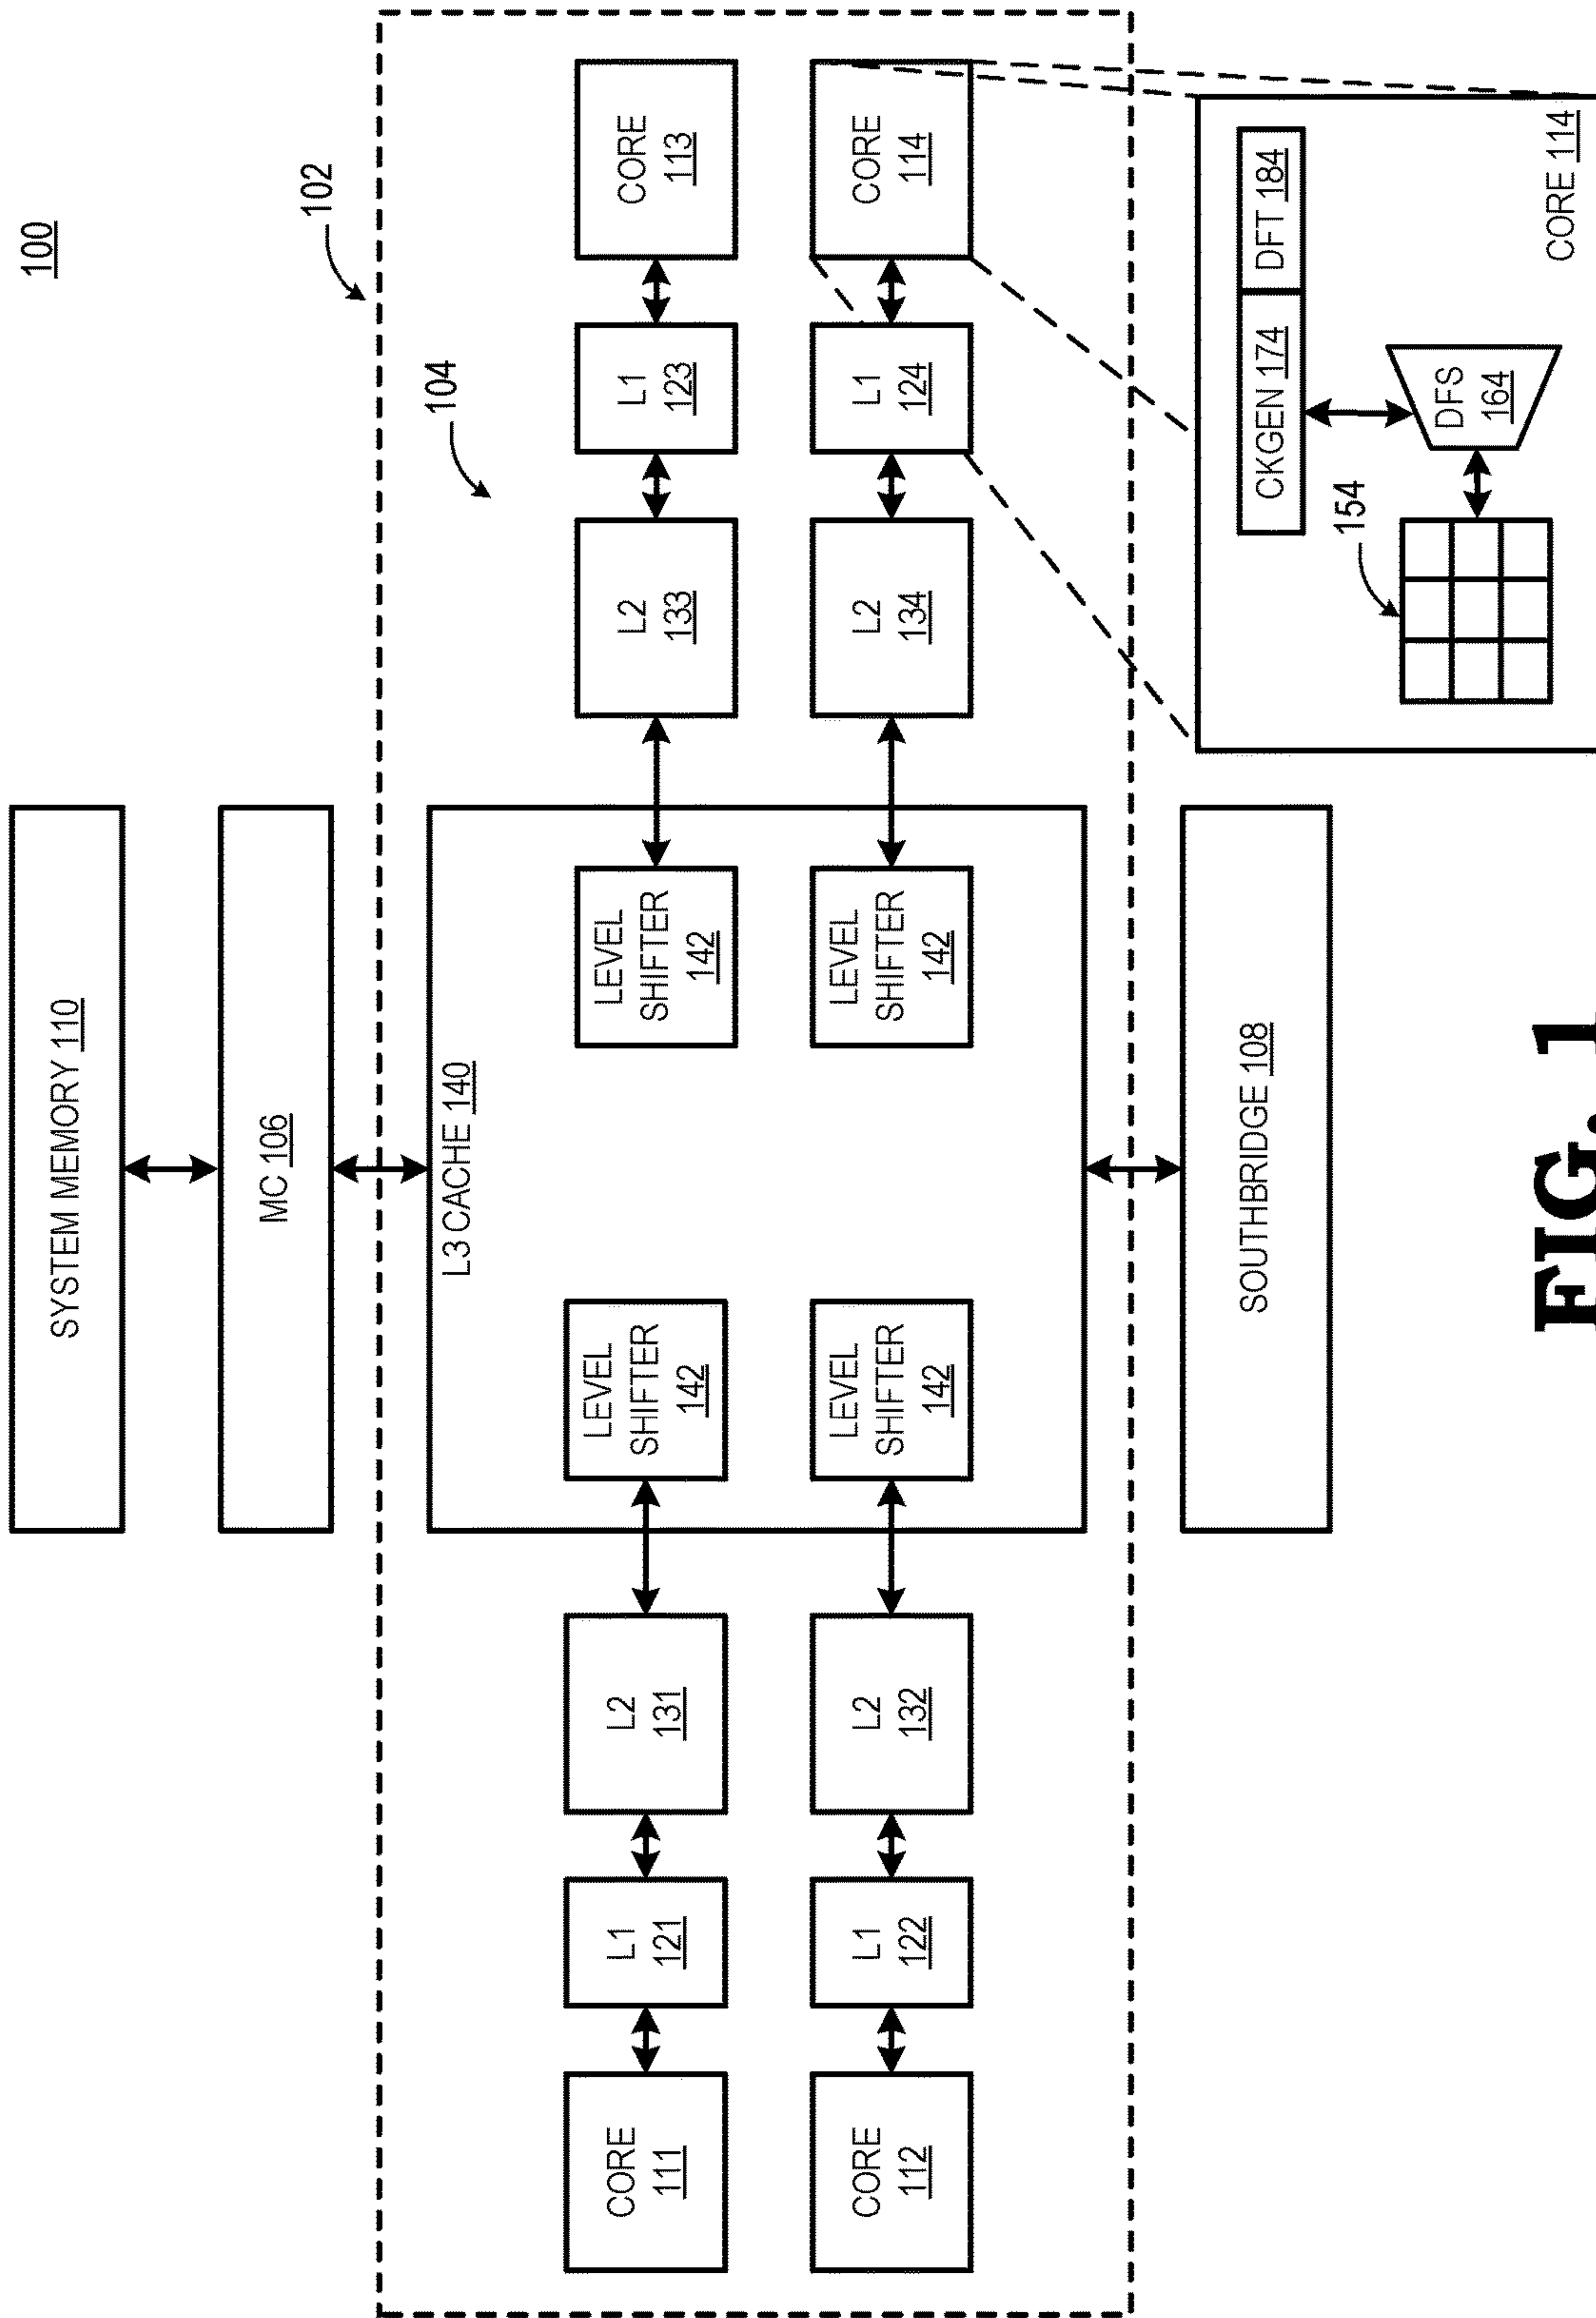 100
SYSTEM MEMORY 110
MC 106
102
104
L3 CACHE 140
CORE
111
L1
121
L2
131
LEVEL
SHIFTER
142
LEVEL
SHIFTER
142
L2
133
L1
123
CORE
113
CORE
112
L1
122
L2
132
LEVEL
SHIFTER
142
LEVEL
SHIFTER
142
L2
134
L1
124
CORE
114
SOUTHBRIDGE 108
CKGEN 174
DFT 184
154
DFS
164
CORE 114
FIG. 1